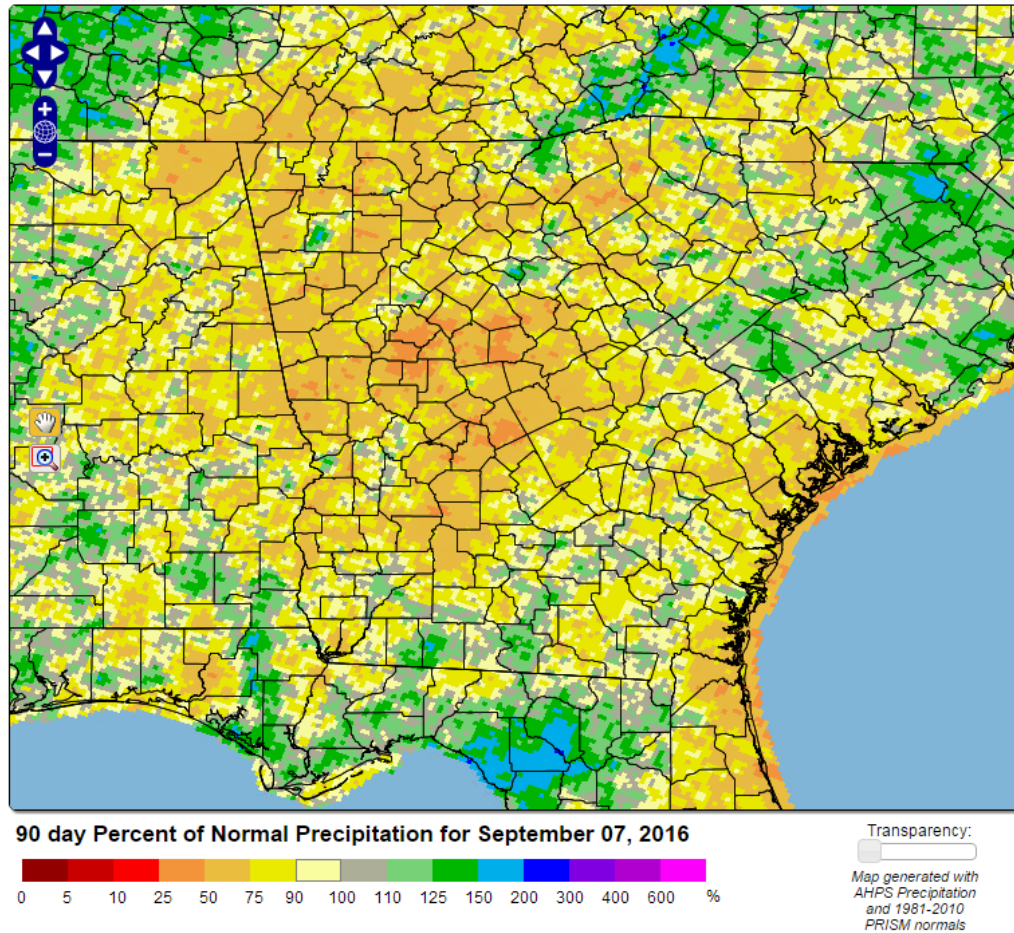 90 day Percent of Normal Precipitation for September 07, 2016
0 5 10 25 50 75 90 100 110 125 150 200 300 400 600 %
Transparency:
Map generated with
AHPS Precipitation
and 1981-2010
PRISM normals